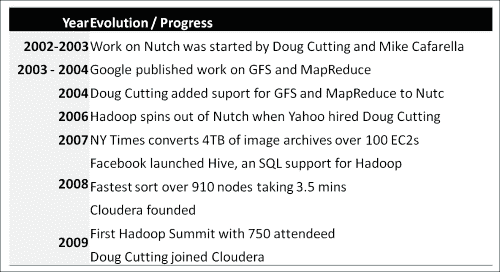 Year Evolution / Progress
2002-2003 Work on Nutch was started by Doug Cutting and Mike Cafarella
2003 - 2004 Google published work on GFS and MapReduce
2004 Doug Cutting added suport for GFS and MapReduce to Nutc
2006 Hadoop spins out of Nutch when Yahoo hired Doug Cutting
2007 NY Times converts 4TB of image archives over 100 EC2s
Facebook launched Hive, an SQL support for Hadoop
2008 Fastest sort over 910 nodes taking 3.5 mins
Cloudera founded
2009 First Hadoop Summit with 750 attendeed
Doug Cutting joined Cloudera